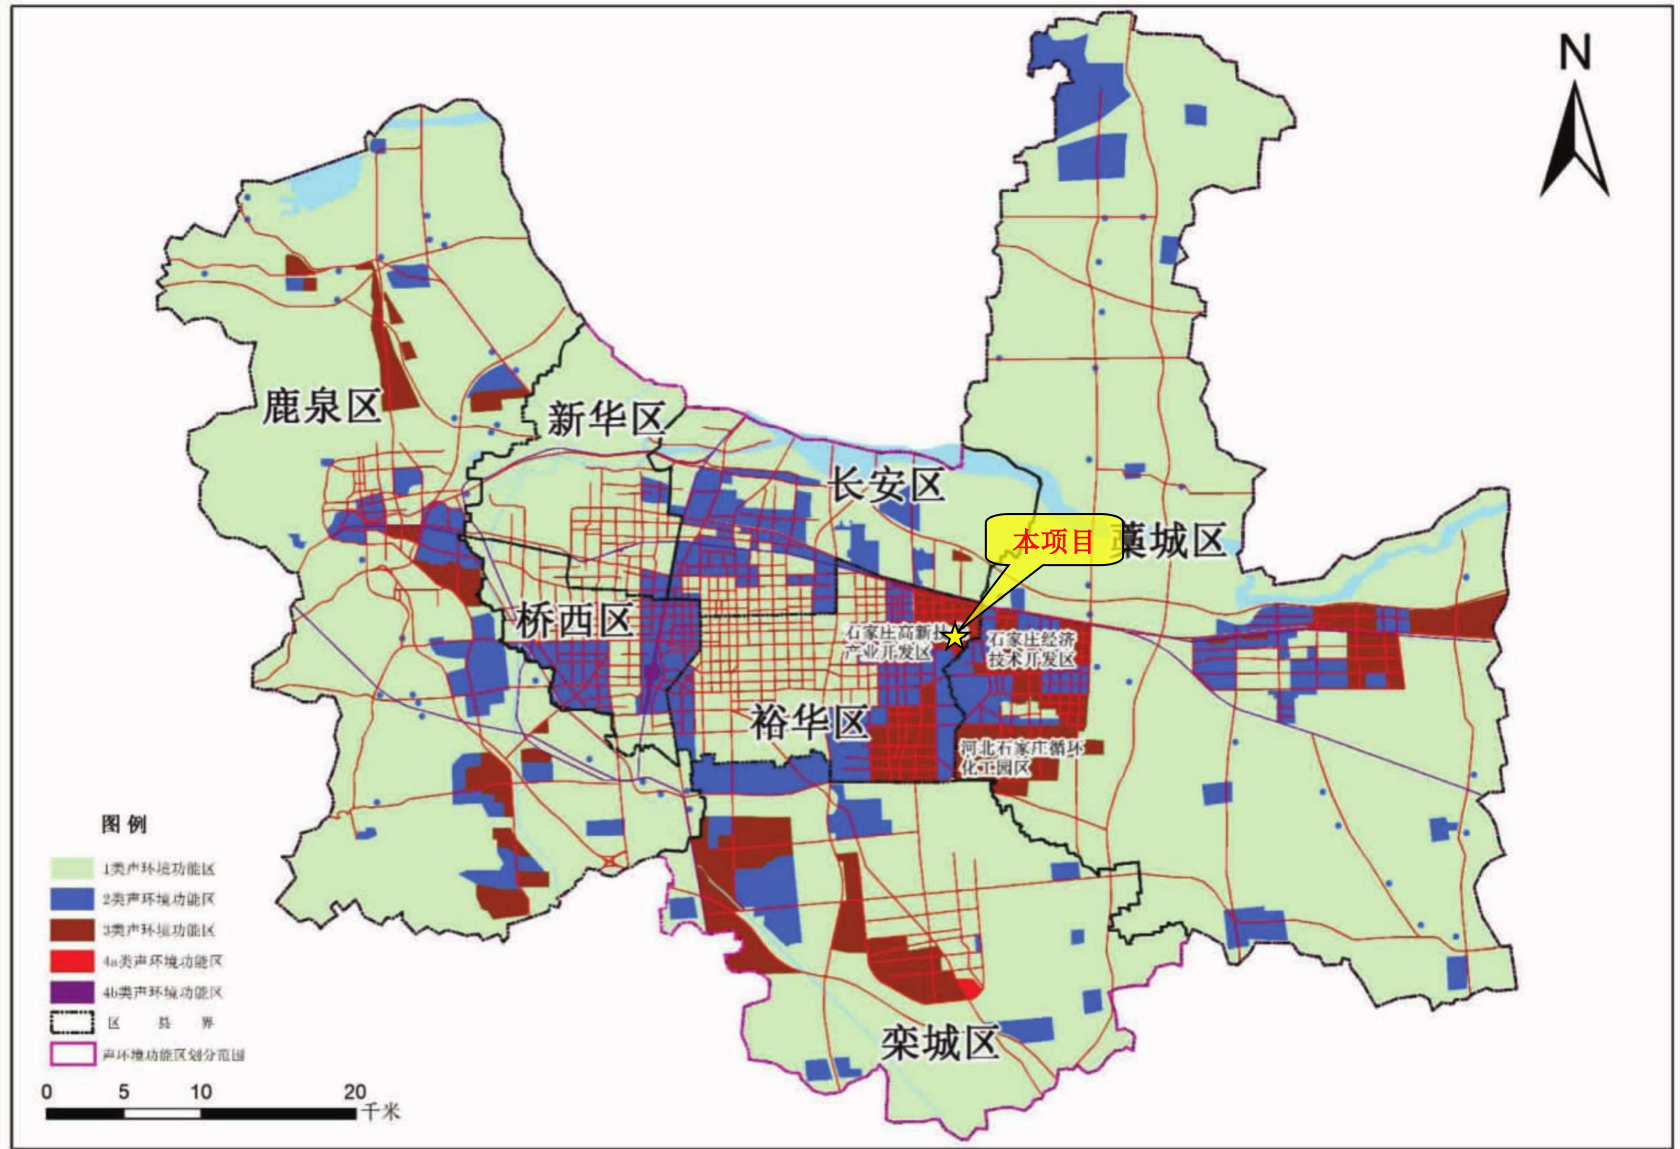 N
鹿泉区
新华区
长安区
本项目
藁城区
桥西区
石家庄高新技
产业开发区
石家庄经济
技术开发区
裕华区
河北石家庄循环
化工园区
栾城区
图例
1类声环境功能区
2类声环境功能区
3类声环境功能区
4a类声环境功能区
4b类声环境功能区
区 县 界
声环境功能区划分范围
0 5 10 20
千米